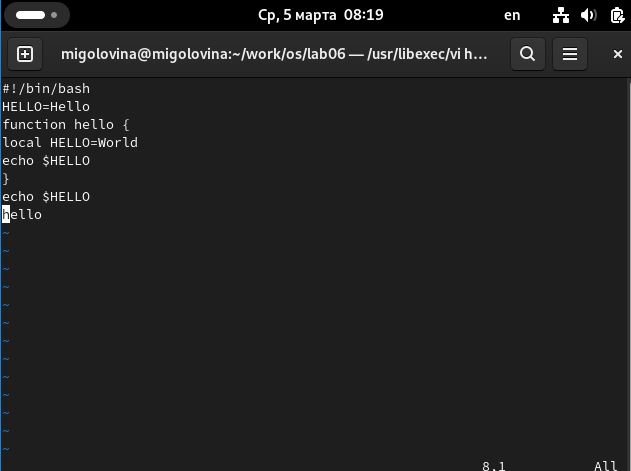 Ср, 5 марта 08:19 en
migolovina@migolovina:~/work/os/lab06 — /usr/libexec/vi h...
#!/bin/bash
HELLO=Hello
function hello {
local HELLO=World
echo $HELLO
}
echo $HELLO
hello
~
~
~
~
~
~
~
~
~
~
~
~
~
8,1 All